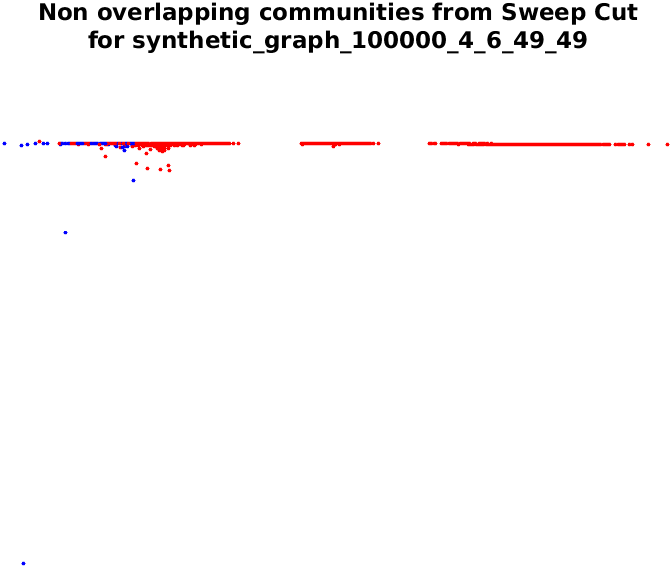 Non overlapping communities from Sweep Cut
for synthetic_graph_100000_4_6_49_49